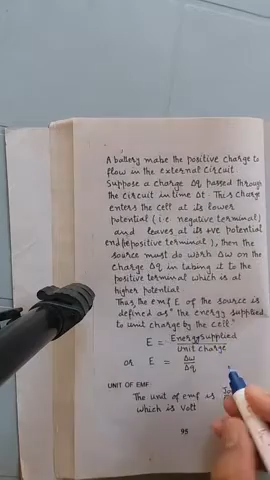 A battery make the positive charge to
flow in the external circuit
Suppose a charge Δq passed through
the circuit in time Δt. This charge
enters the cell at its lower
potential (i.e negative terminal)
and leaves at its +ve potential
end (+positive terminal), then the
source must do work Δw on the
charge Δq in taking it to the
positive terminal which is at
higher potential.
Thus the emf E of the source is
defined as "the energy supplied
to unit charge by the cell"
E = Energy supplied / Unit charge
or E = Δw / Δq
UNIT OF EMF
The unit of emf is
which is Volt
95